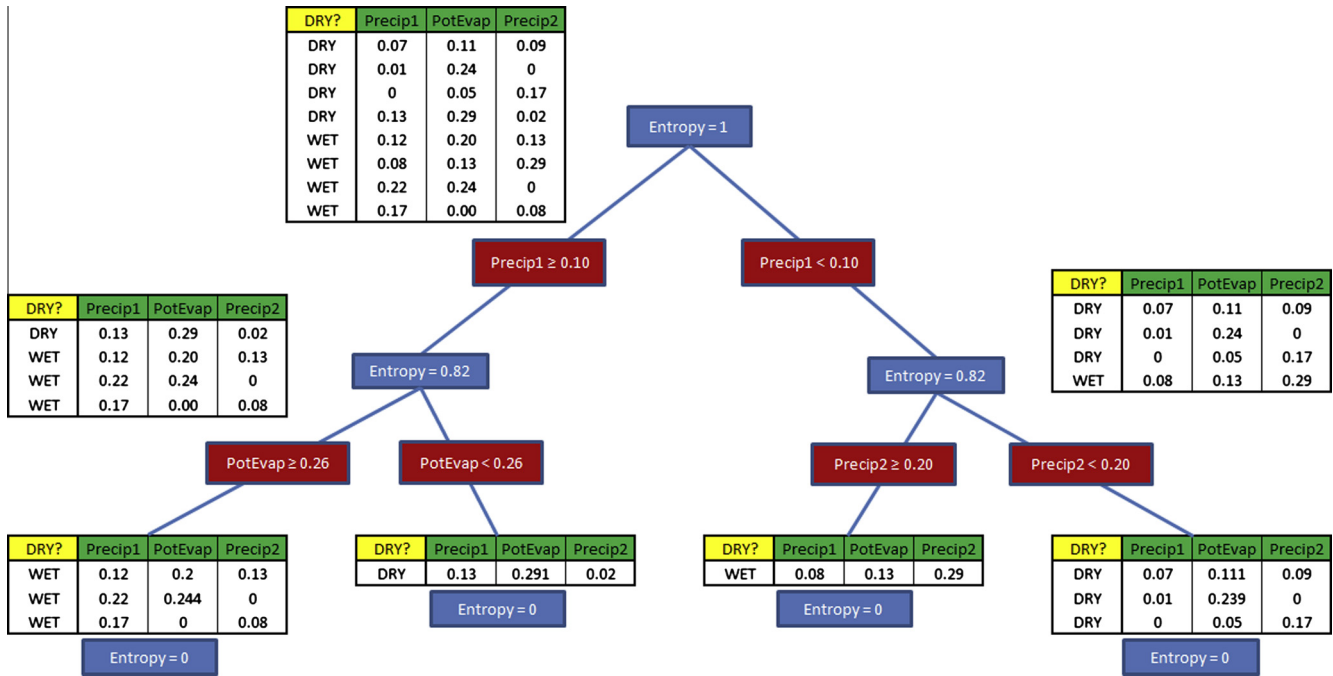 DRY? Precip1 PotEvap Precip2
DRY 0.07 0.11 0.09
DRY 0.01 0.24 0
DRY 0 0.05 0.17
DRY 0.13 0.29 0.02
WET 0.12 0.20 0.13
WET 0.08 0.13 0.29
WET 0.22 0.24 0
WET 0.17 0.00 0.08
Entropy = 1
Precip1 ≥ 0.10
Precip1 < 0.10
DRY? Precip1 PotEvap Precip2
DRY 0.13 0.29 0.02
WET 0.12 0.20 0.13
WET 0.22 0.24 0
WET 0.17 0.00 0.08
Entropy = 0.82
Entropy = 0.82
DRY? Precip1 PotEvap Precip2
DRY 0.07 0.11 0.09
DRY 0.01 0.24 0
DRY 0 0.05 0.17
WET 0.08 0.13 0.29
PotEvap ≥ 0.26
PotEvap < 0.26
Precip2 ≥ 0.20
Precip2 < 0.20
DRY? Precip1 PotEvap Precip2
WET 0.12 0.2 0.13
WET 0.22 0.244 0
WET 0.17 0 0.08
Entropy = 0
DRY? Precip1 PotEvap Precip2
DRY 0.13 0.291 0.02
Entropy = 0
DRY? Precip1 PotEvap Precip2
WET 0.08 0.13 0.29
Entropy = 0
DRY? Precip1 PotEvap Precip2
DRY 0.07 0.111 0.09
DRY 0.01 0.239 0
DRY 0 0.05 0.17
Entropy = 0